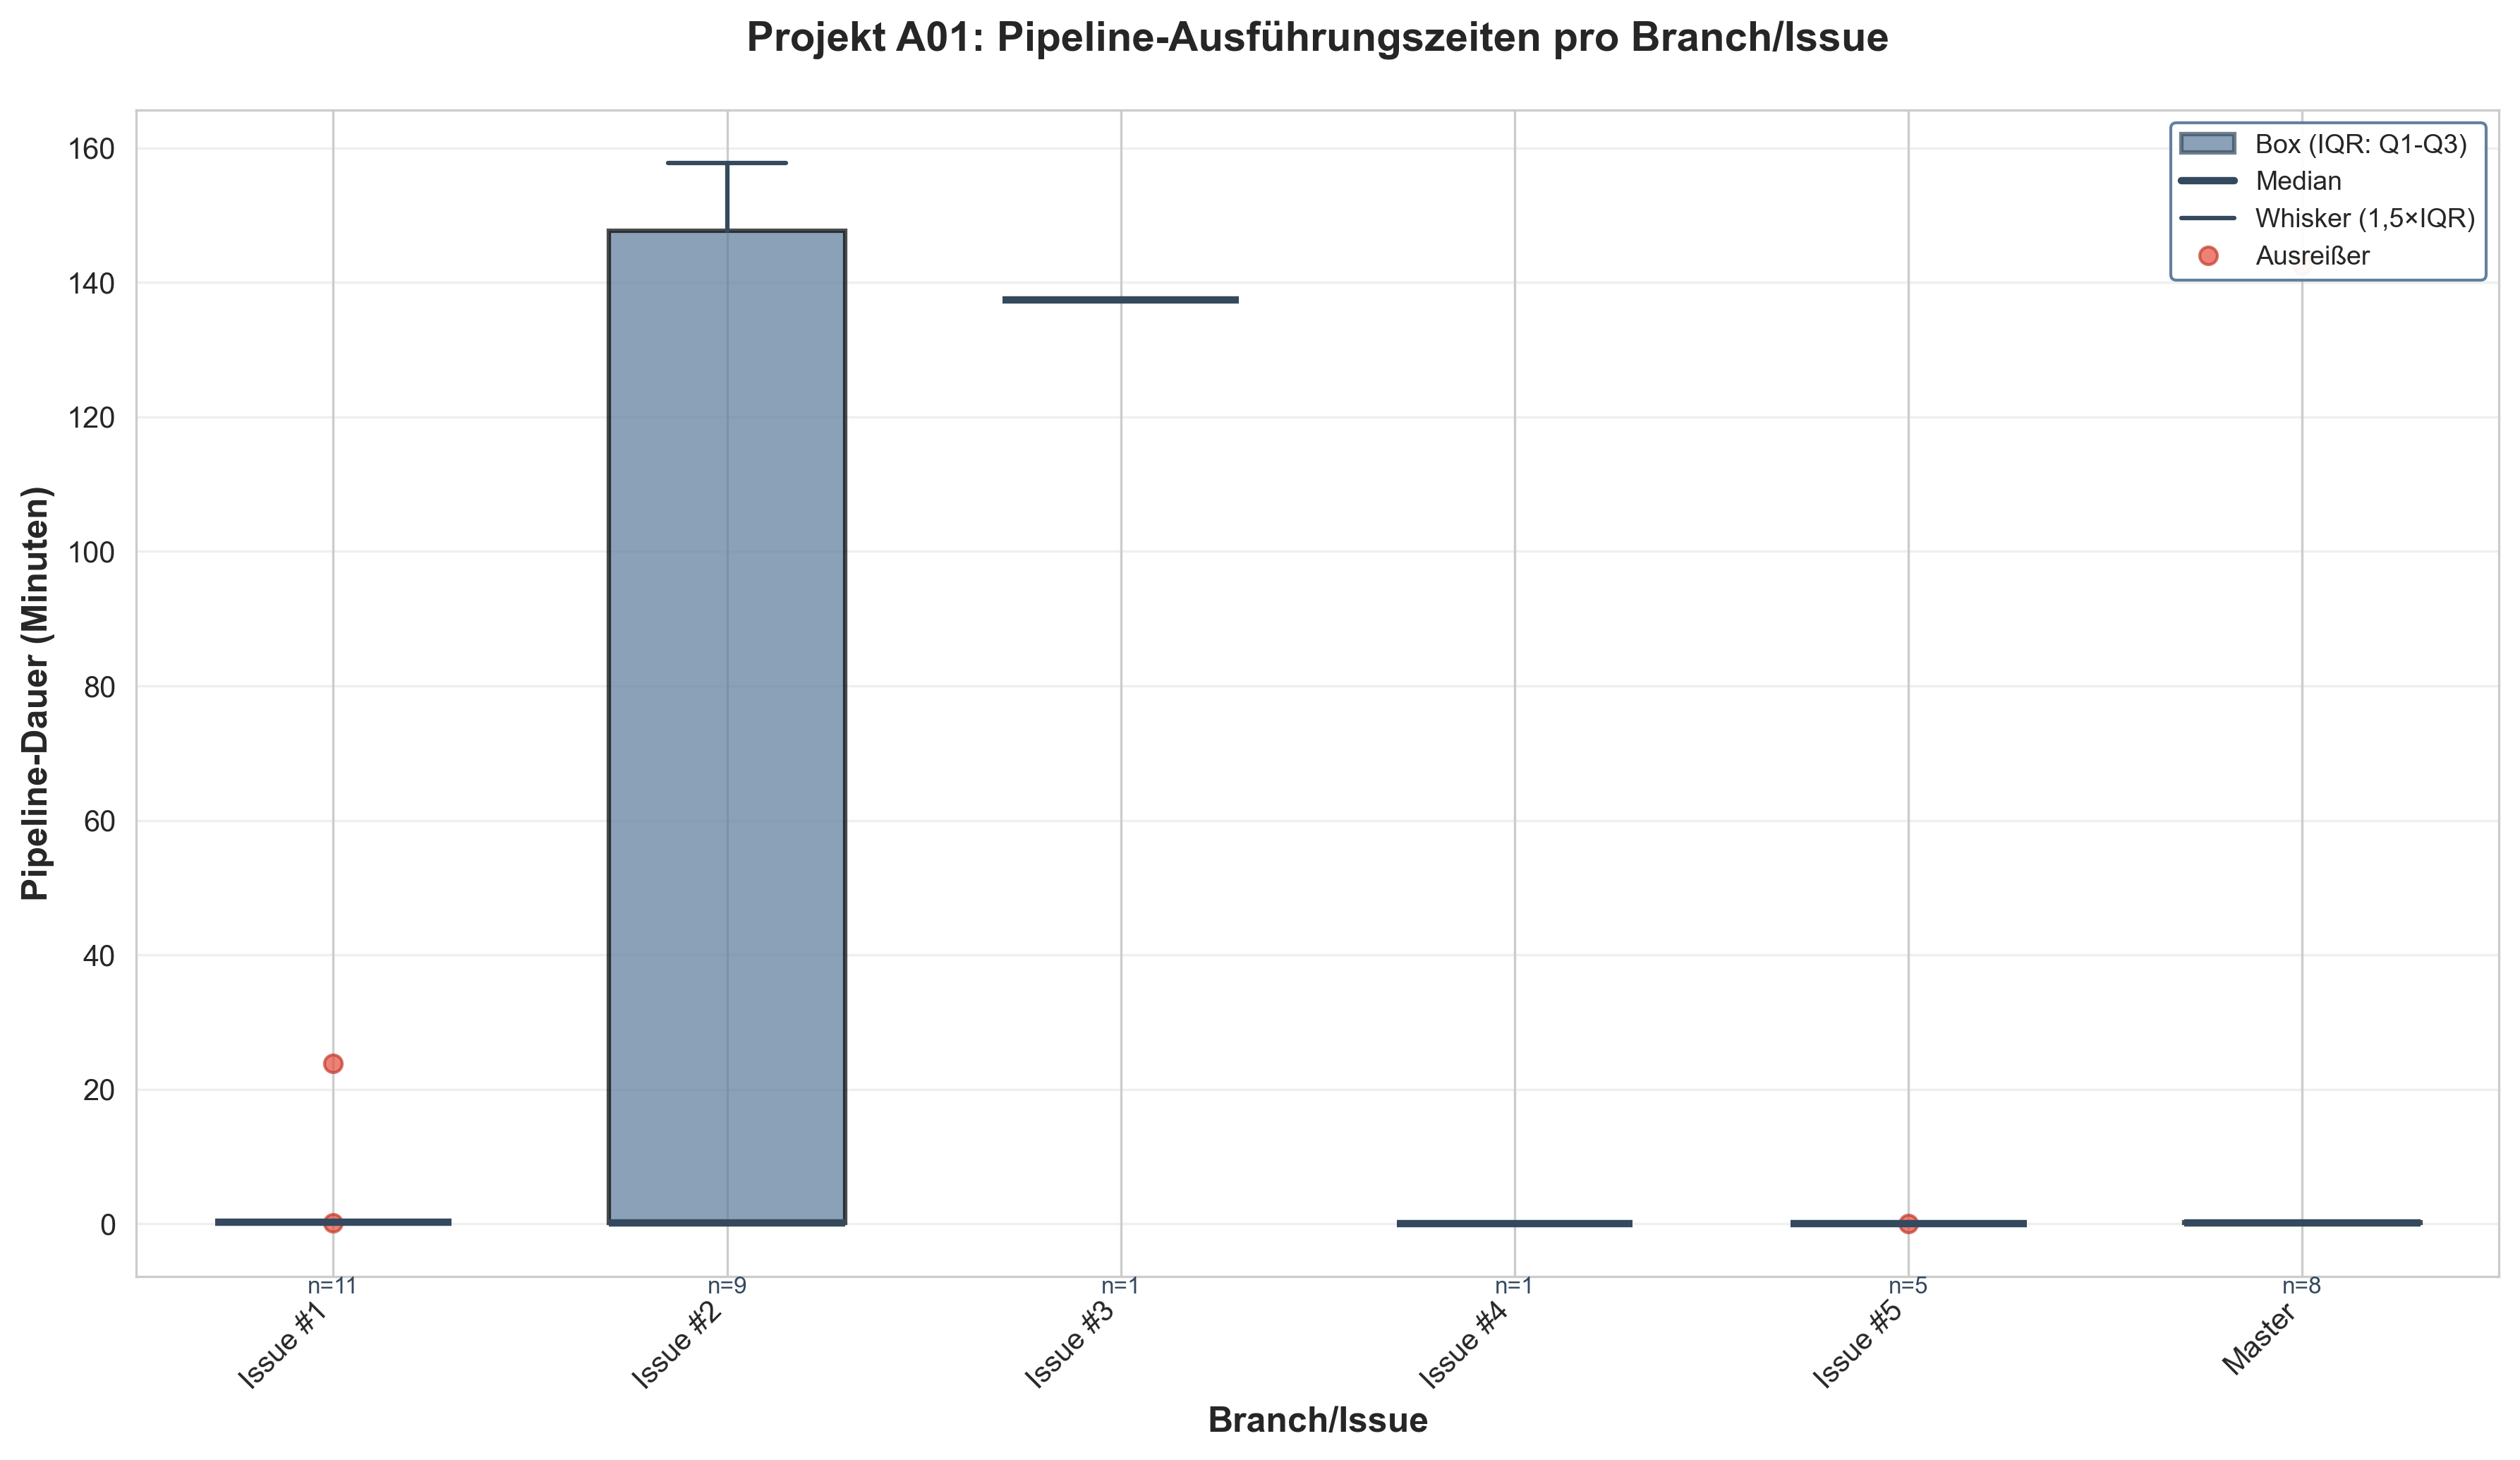 Projekt A01: Pipeline-Ausführungszeiten pro Branch/Issue
Box (IQR: Q1-Q3)
Median
Whisker (1,5×IQR)
Ausreißer
Pipeline-Dauer (Minuten)
160
140
120
100
80
60
40
20
0
n=11
n=9
n=1
n=1
n=5
n=8
Issue #1
Issue #2
Issue #3
Issue #4
Issue #5
Master
Branch/Issue